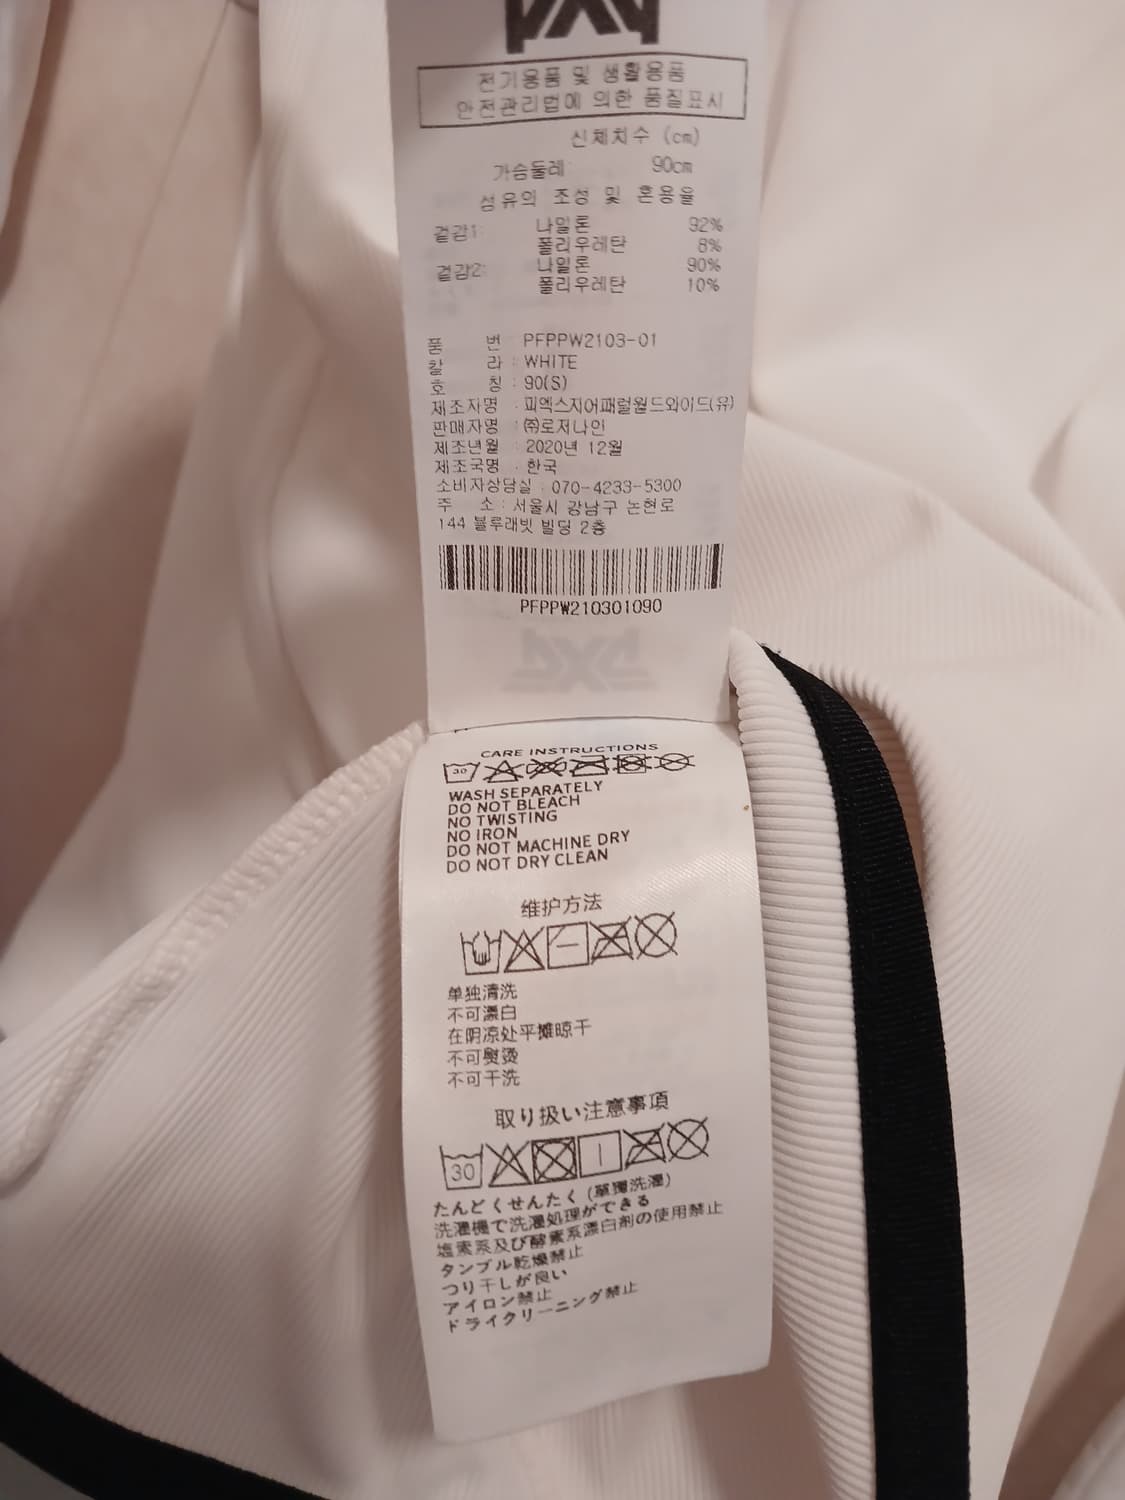 PXG
전기용품 및 생활용품
안전관리법에 의한 품질표시
신체치수 (cm)
가슴둘레: 90cm
섬유의 조성 및 혼용율
겉감1: 나일론 92%
폴리우레탄 8%
겉감2: 나일론 90%
폴리우레탄 10%
품 번 : PFPPW2103-01
칼 라 : WHITE
호 칭 : 90(S)
제조자명 : 피엑스지어패럴월드와이드(유)
판매자명 : ㈜로저나인
제조년월 : 2020년 12월
제조국명 : 한국
소비자상담실 : 070-4233-5300
주 소 : 서울시 강남구 논현로
144 블루래빗 빌딩 2층
PFPPW210301090
CARE INSTRUCTIONS
30
WASH SEPARATELY
DO NOT BLEACH
NO TWISTING
NO IRON
DO NOT MACHINE DRY
DO NOT DRY CLEAN
维护方法
单独清洗
不可漂白
在阴凉处平摊晾干
不可熨烫
不可干洗
取り扱い注意事項
30
たんどくせんたく (單獨洗濯)
洗濯機で洗濯処理ができる
塩素系及び酵素系漂白剤の使用禁止
タンブル乾燥禁止
つり干しが良い
アイロン禁止
ドライクリーニング禁止